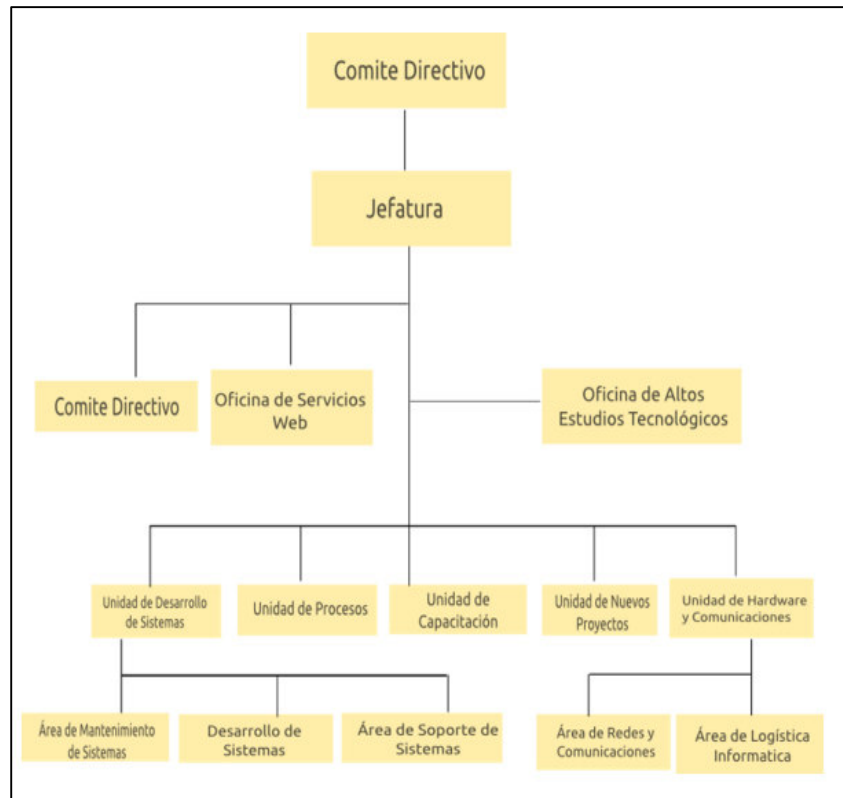 Comite Directivo
Jefatura
Comite Directivo
Oficina de Servicios
Web
Oficina de Altos
Estudios Tecnológicos
Unidad de Desarrollo
de Sistemas
Unidad de Procesos
Unidad de
Capacitación
Unidad de Nuevos
Proyectos
Unidad de Hardware
y Comunicaciones
Área de Mantenimiento
de Sistemas
Desarrollo de
Sistemas
Área de Soporte de
Sistemas
Área de Redes y
Comunicaciones
Área de Logística
Informatica